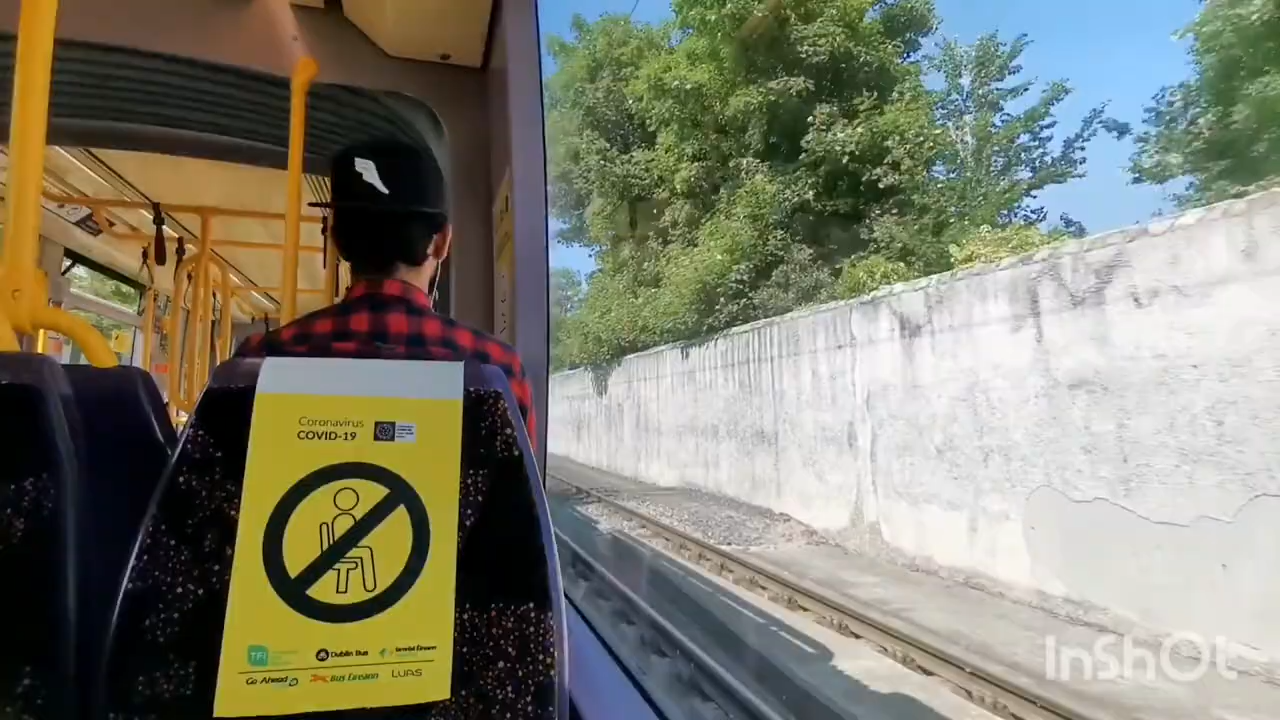 Coronavirus
COVID-19
TFI
Dublin Bus
Iarnród Éireann
Go Ahead
Bus Éireann
LUAS
InShOt